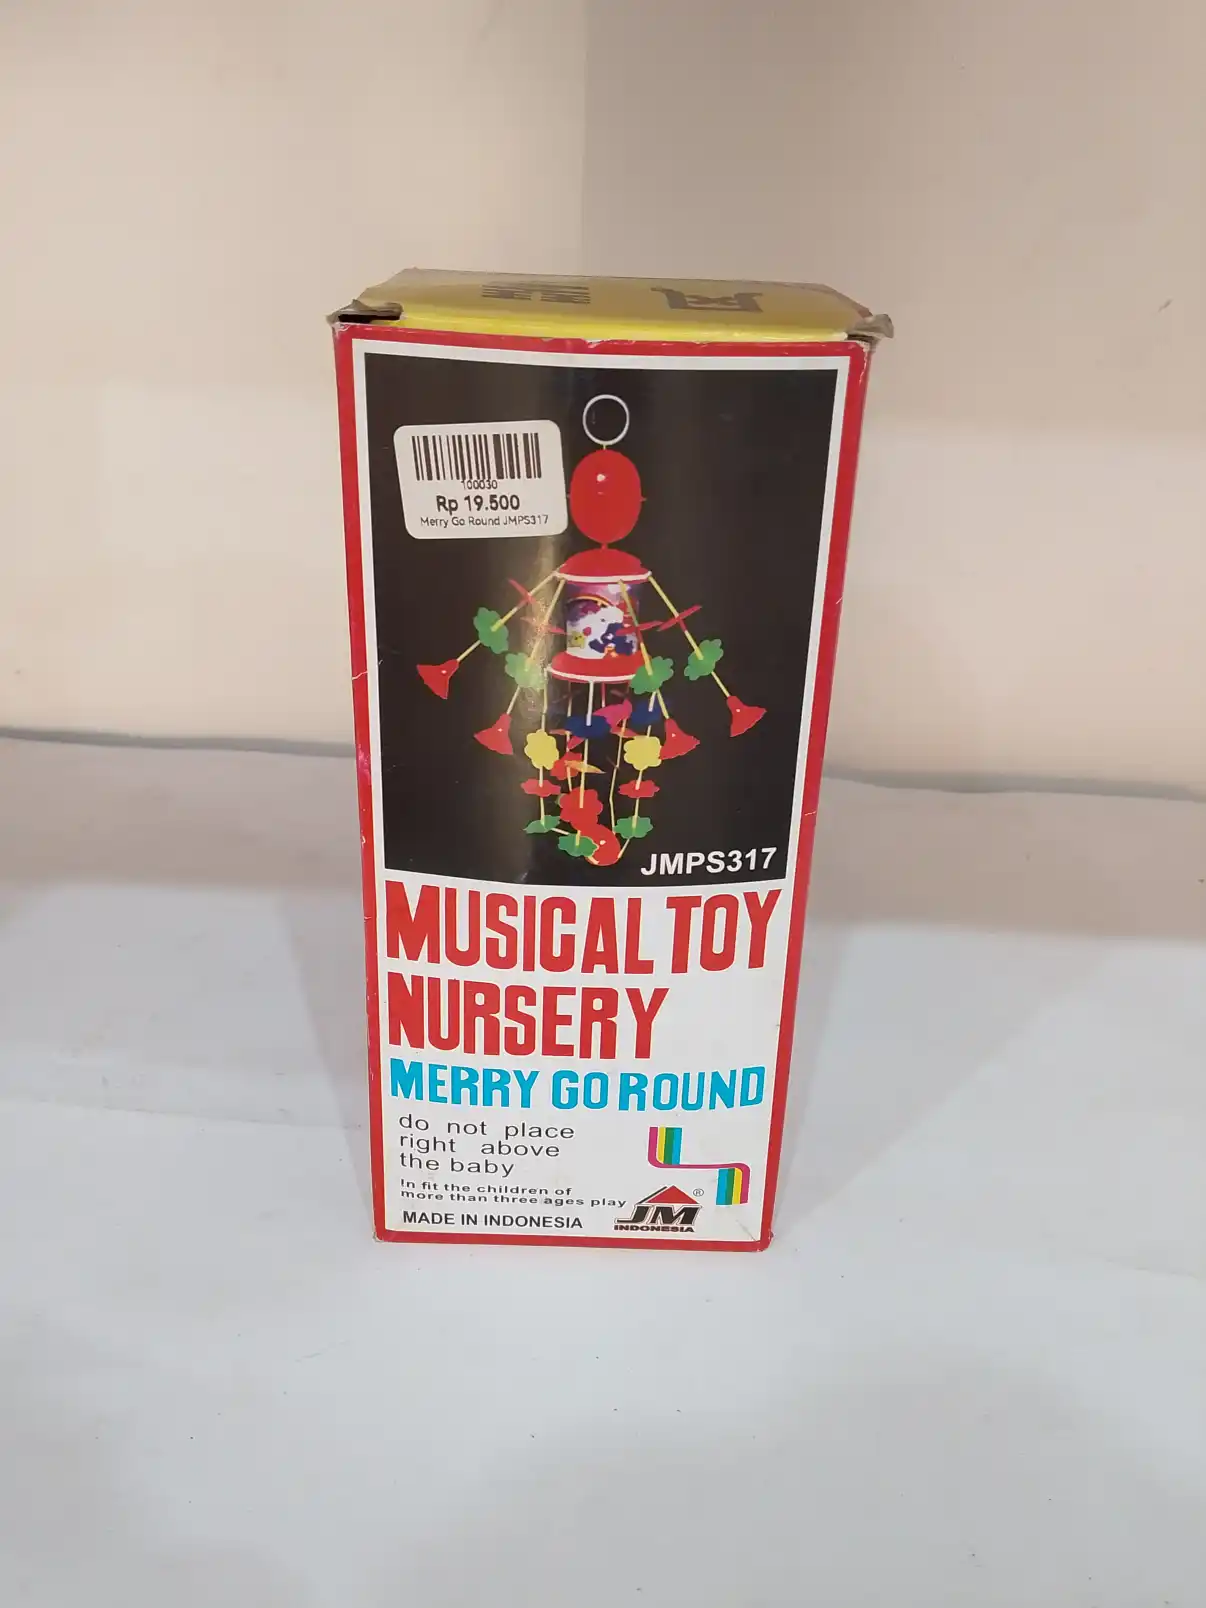 100030
Rp 19.500
Merry Go Round JMPS317
JMPS317
MUSICAL TOY
NURSERY
MERRY GO ROUND
do not place
right above
the baby
In fit the children of
more than three ages play
MADE IN INDONESIA
JM
®
INDONESIA